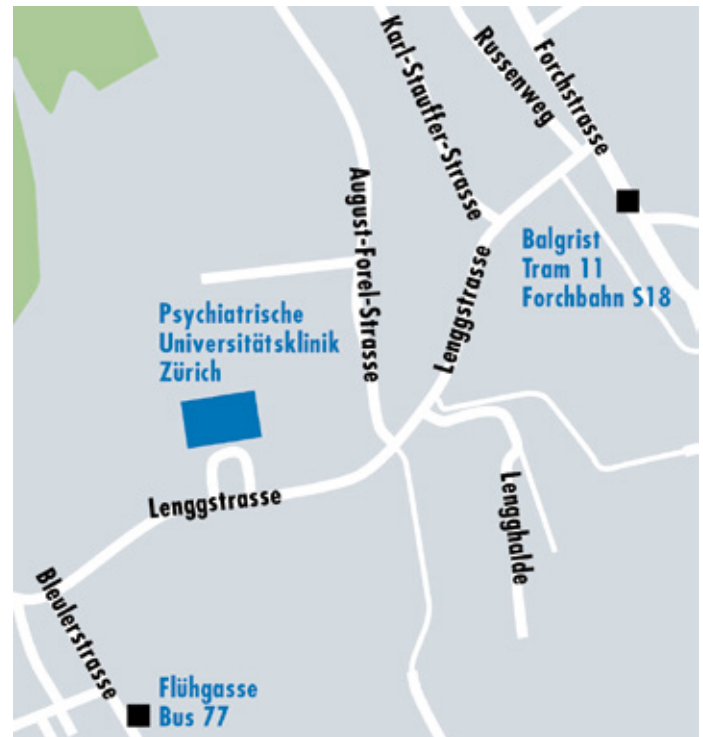 Karl-Stauffer-Strasse
Russenweg
Forchstrasse
August-Forel-Strasse
Balgrist
Tram 11
Forchbahn S18
Lenggstrasse
Psychiatrische
Universitätsklinik
Zürich
Lenggstrasse
Lengghalde
Bleulerstrasse
Flühgasse
Bus 77